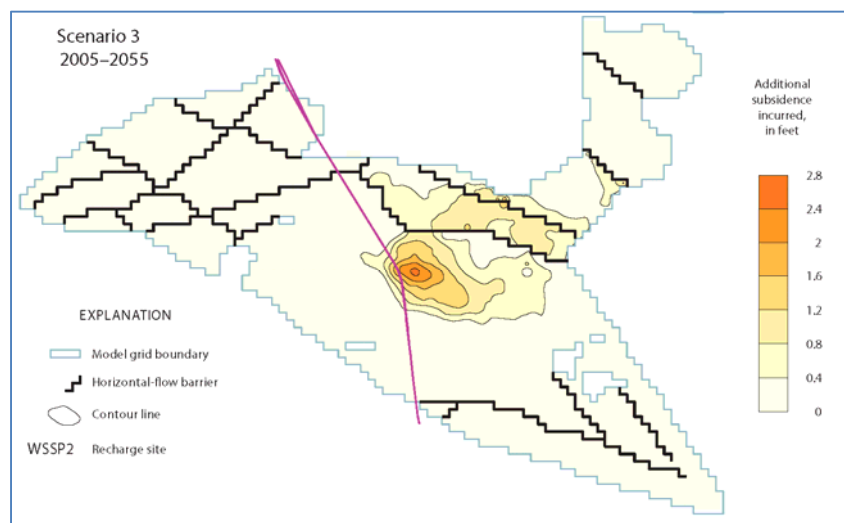 Scenario 3
2005–2055
Additional
subsidence
incurred,
in feet
2.8
2.4
2
1.6
1.2
0.8
0.4
0
EXPLANATION
Model grid boundary
Horizontal-flow barrier
Contour line
WSSP2 Recharge site